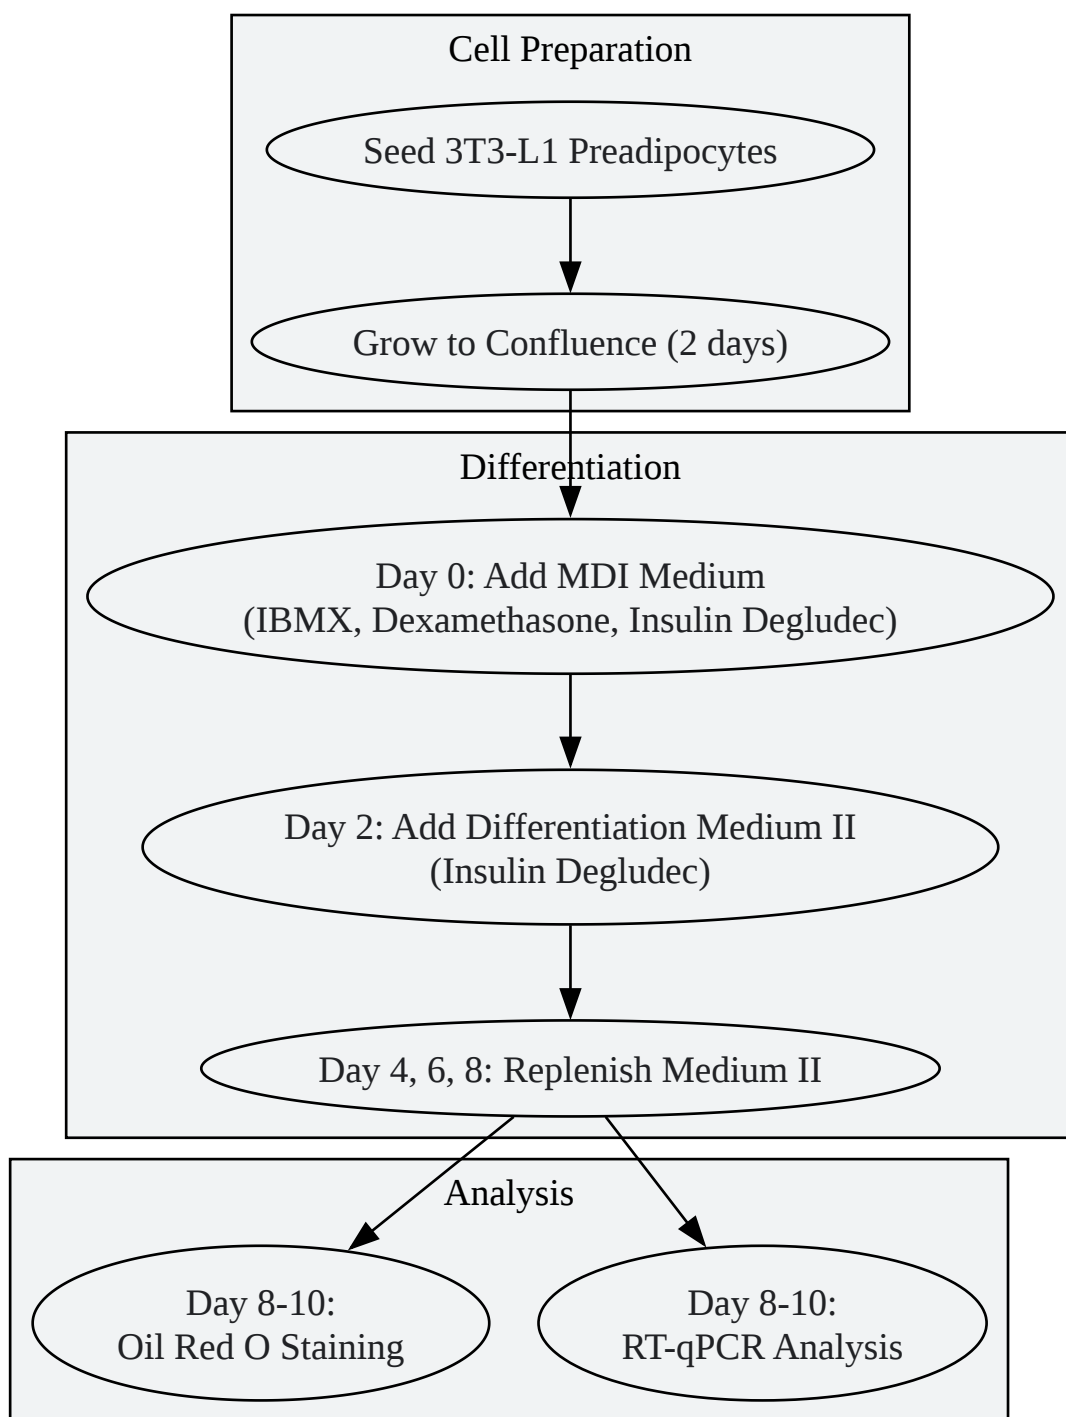 Cell Preparation
Seed 3T3-L1 Preadipocytes
Grow to Confluence (2 days)
Differentiation
Day 0: Add MDI Medium
(IBMX, Dexamethasone, Insulin Degludec)
Day 2: Add Differentiation Medium II
(Insulin Degludec)
Day 4, 6, 8: Replenish Medium II
Analysis
Day 8-10:
Oil Red O Staining
Day 8-10:
RT-qPCR Analysis